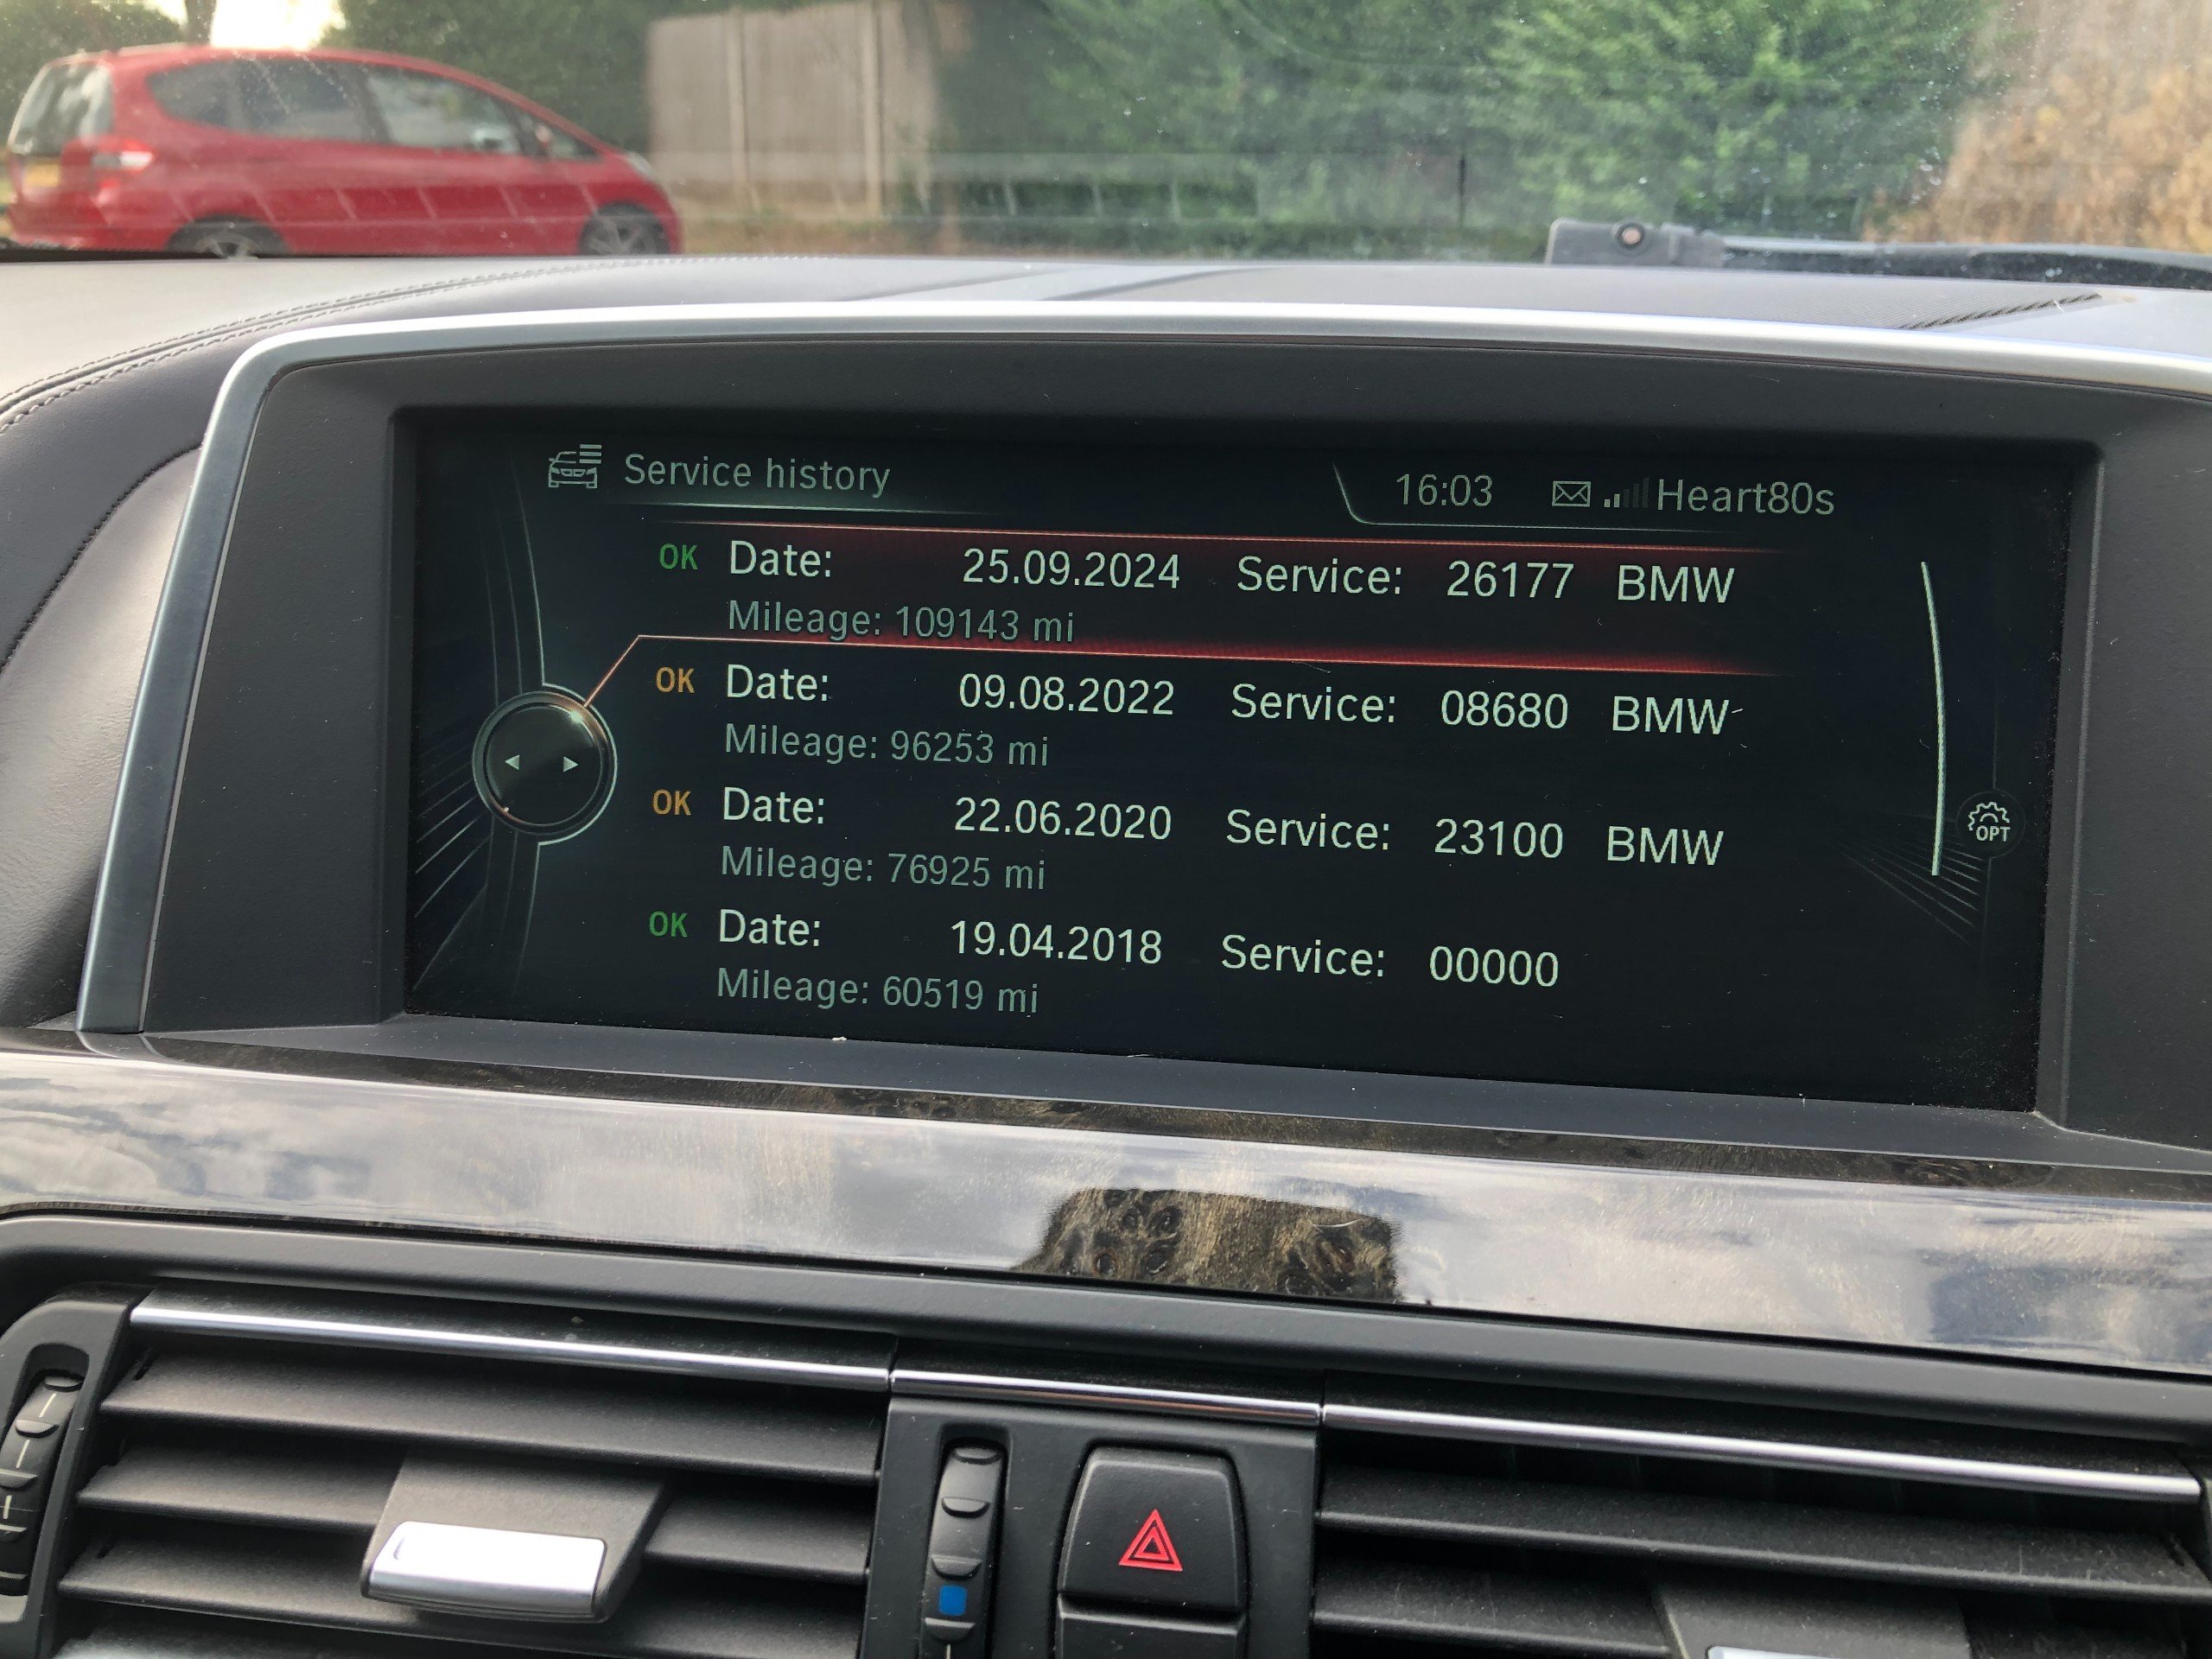 Service history 16:03 Heart80s
OK Date: 25.09.2024 Service: 26177 BMW
Mileage: 109143 mi
OK Date: 09.08.2022 Service: 08680 BMW
Mileage: 96253 mi
OK Date: 22.06.2020 Service: 23100 BMW
Mileage: 76925 mi
OPT
OK Date: 19.04.2018 Service: 00000
Mileage: 60519 mi